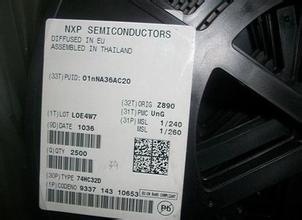 NXP SEMICONDUCTORS
DIFFUSED IN EU
ASSEMBLED IN THAILAND
(33T) PUID: 01nNA36AC20
(32T) ORIG Z890
(31T) PMC UnG
(31P) MSL 1/240
MSL 1/260
(1T) LOT LOE4W7
(9D) DATE 1036
(Q) QTY 2500
(30P) TYPE 74HC32D
(1P) CODENO 9337 143 10653
Pb